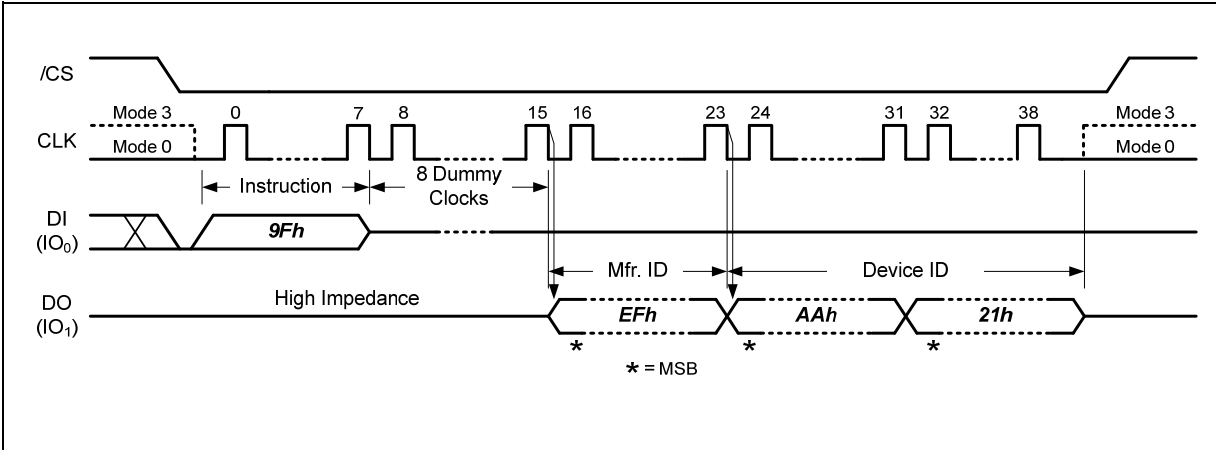 /CS
Mode 3 0 7 8 15 16 23 24 31 32 38 Mode 3
CLK
Mode 0 Mode 0
Instruction 8 Dummy
Clocks
DI
(IO₀)
9Fh
Mfr. ID Device ID
DO
(IO₁)
High Impedance
EFh AAh 21h
* * *
* = MSB